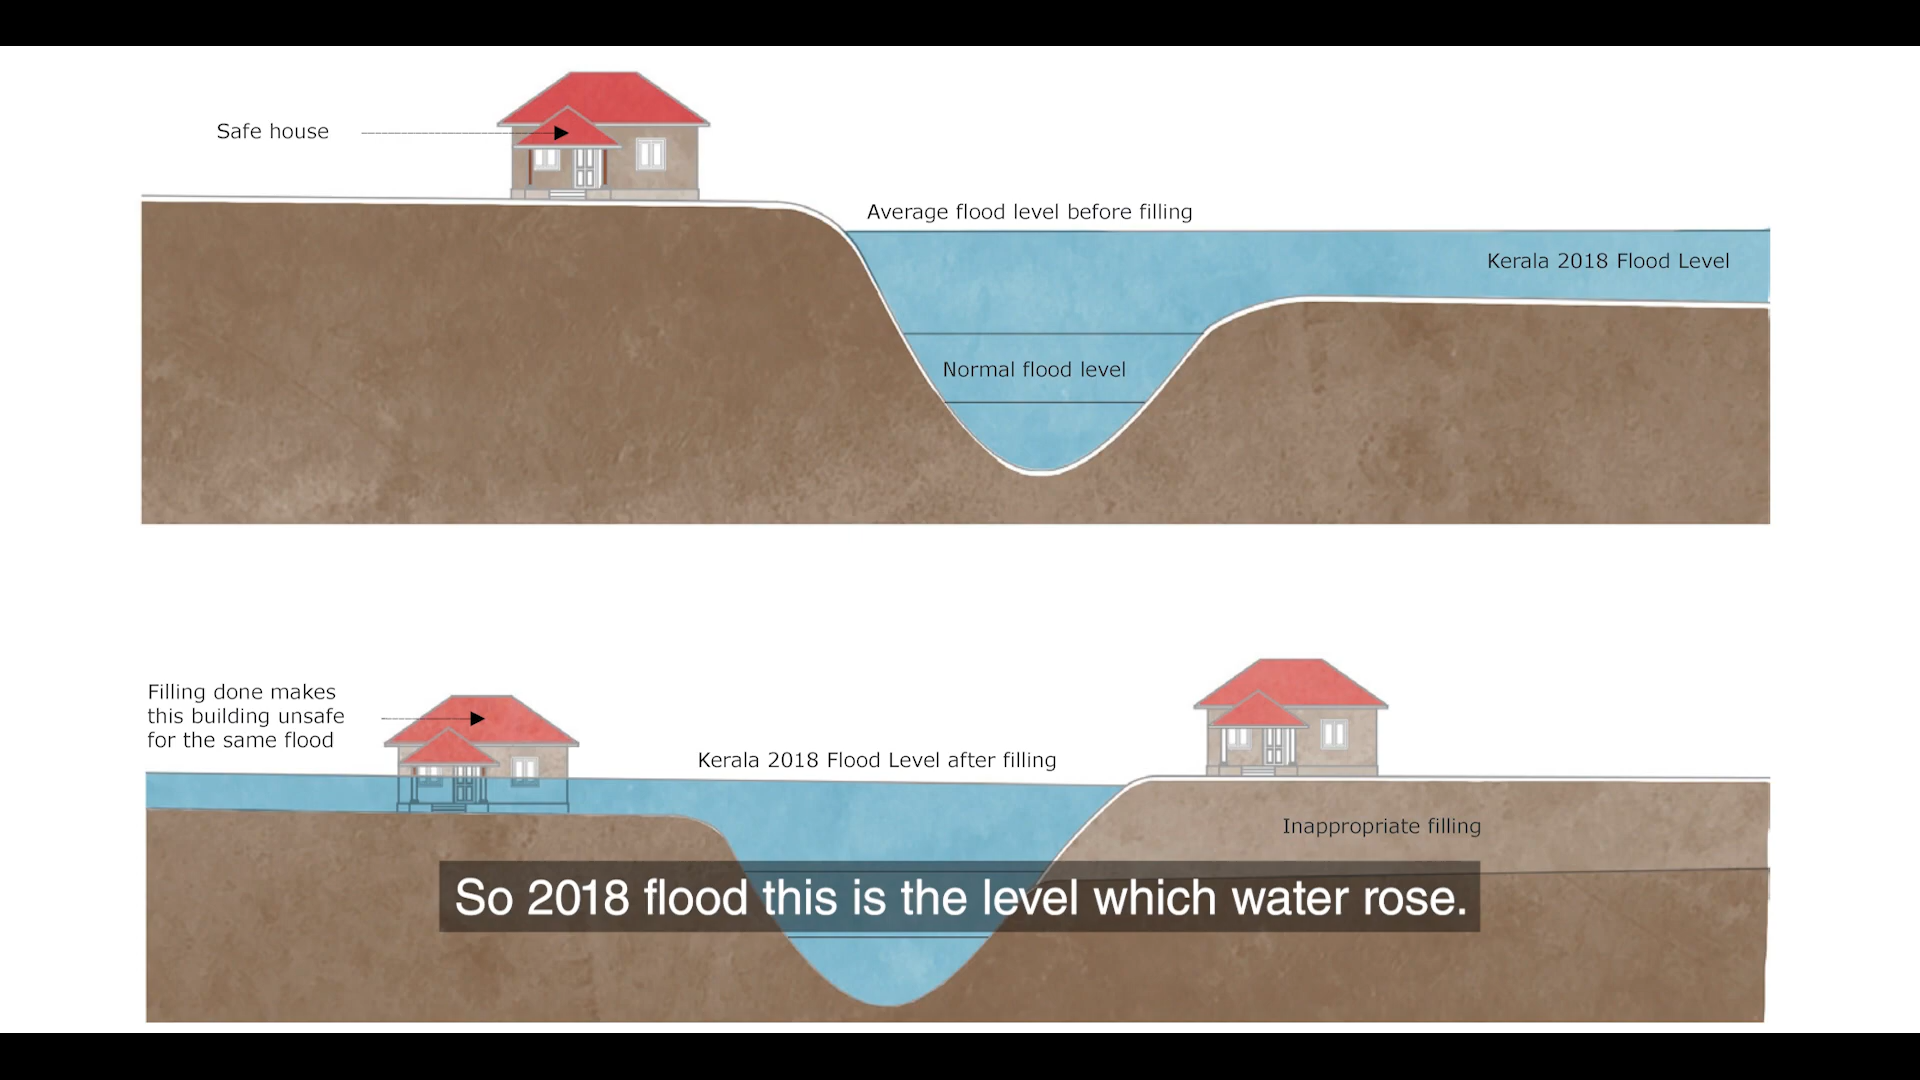 Safe house
Average flood level before filling
Kerala 2018 Flood Level
Normal flood level
Filling done makes
this building unsafe
for the same flood
Kerala 2018 Flood Level after filling
Inappropriate filling
So 2018 flood this is the level which water rose.